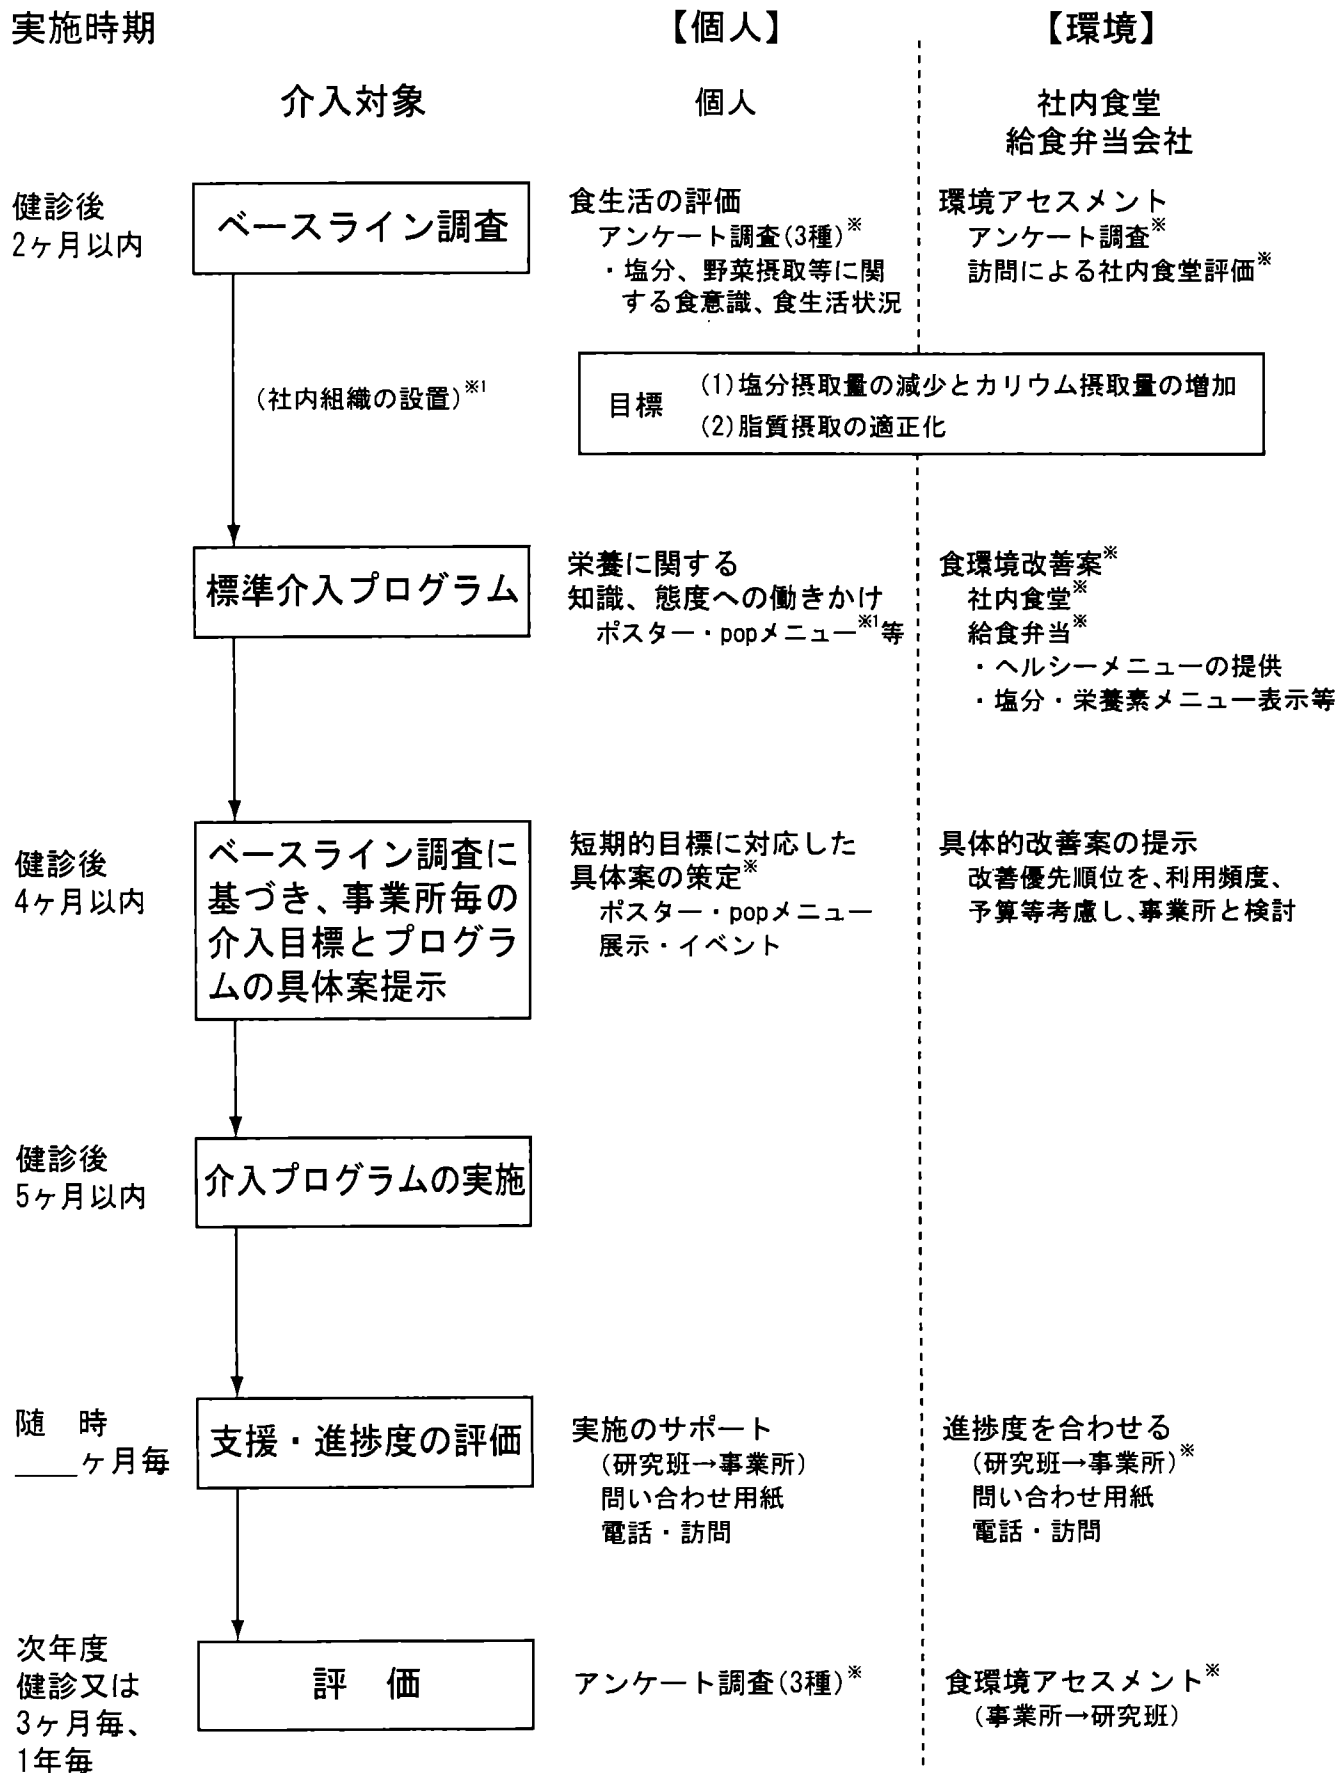 実施時期
【個人】
【環境】
介入対象
個人
社内食堂
給食弁当会社
健診後
2ヶ月以内
ベースライン調査
食生活の評価
アンケート調査(3種)※
・塩分、野菜摂取等に関
する食意識、食生活状況
環境アセスメント
アンケート調査※
訪問による社内食堂評価※
(社内組織の設置)※1
目標
(1)塩分摂取量の減少とカリウム摂取量の増加
(2)脂質摂取の適正化
標準介入プログラム
栄養に関する
知識、態度への働きかけ
ポスター・popメニュー※1等
食環境改善案※
社内食堂※
給食弁当※
・ヘルシーメニューの提供
・塩分・栄養素メニュー表示等
健診後
4ヶ月以内
ベースライン調査に
基づき、事業所毎の
介入目標とプログラ
ムの具体案提示
短期的目標に対応した
具体案の策定※
ポスター・popメニュー
展示・イベント
具体的改善案の提示
改善優先順位を、利用頻度、
予算等考慮し、事業所と検討
健診後
5ヶ月以内
介入プログラムの実施
随　時
____ヶ月毎
支援・進捗度の評価
実施のサポート
(研究班→事業所)
問い合わせ用紙
電話・訪問
進捗度を合わせる
(研究班→事業所)※
問い合わせ用紙
電話・訪問
次年度
健診又は
3ヶ月毎、
1年毎
評　価
アンケート調査(3種)※
食環境アセスメント※
(事業所→研究班)